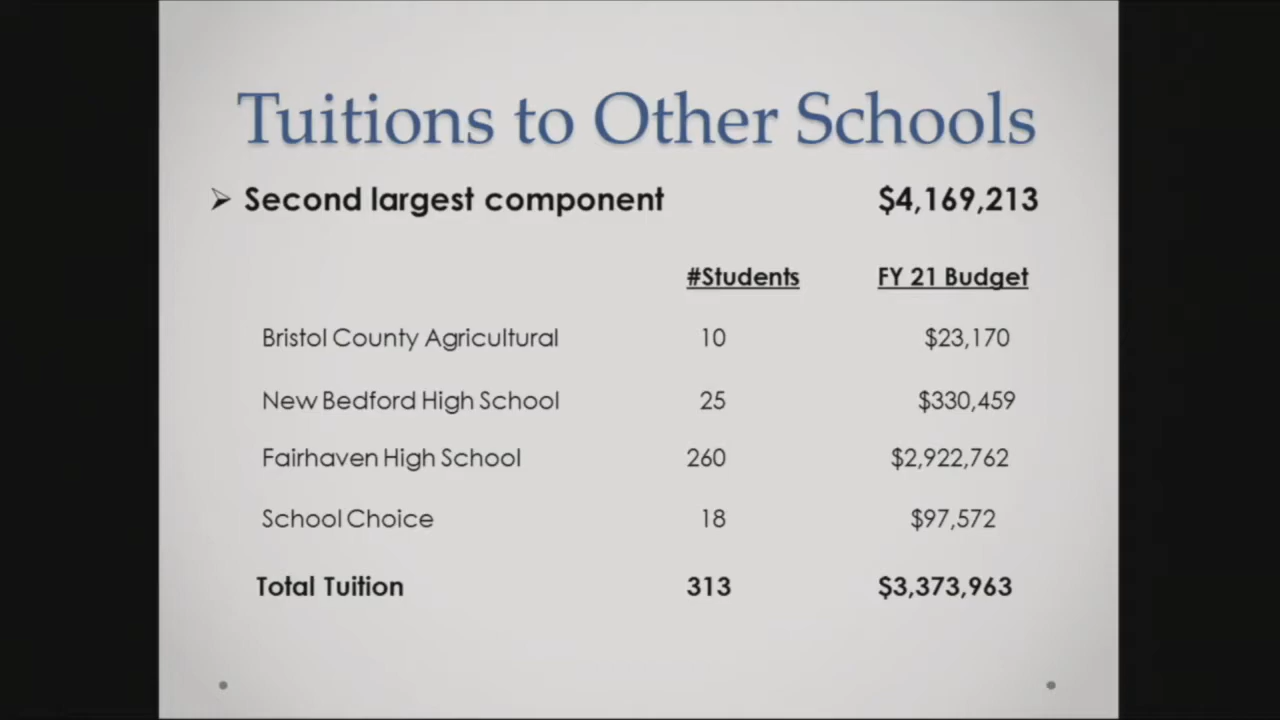 Tuitions to Other Schools
➢ Second largest component $4,169,213
#Students FY 21 Budget
Bristol County Agricultural 10 $23,170
New Bedford High School 25 $330,459
Fairhaven High School 260 $2,922,762
School Choice 18 $97,572
Total Tuition 313 $3,373,963